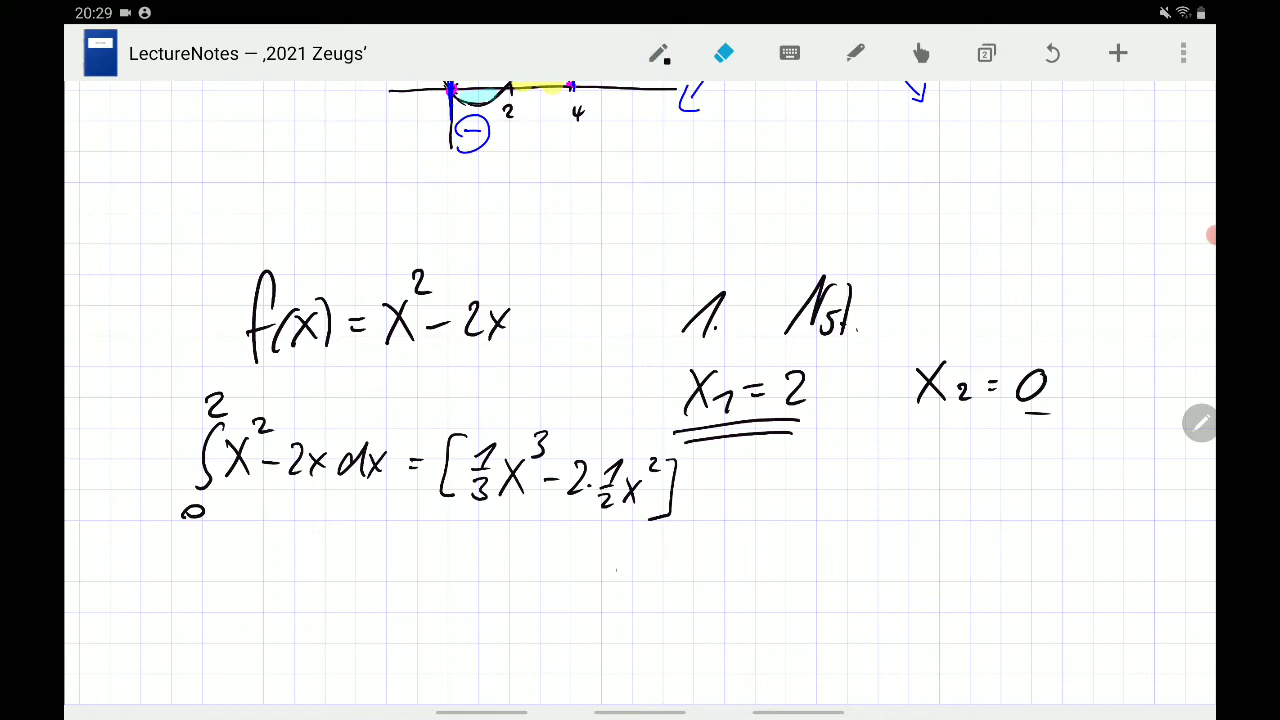 20:29
LectureNotes — ‚2021 Zeugs’
2
2 4
−
f(x) = x² − 2x
1. Nst.
x₁ = 2 x₂ = 0
∫₀² x² − 2x dx = [1/3 x³ − 2 · 1/2 x²]